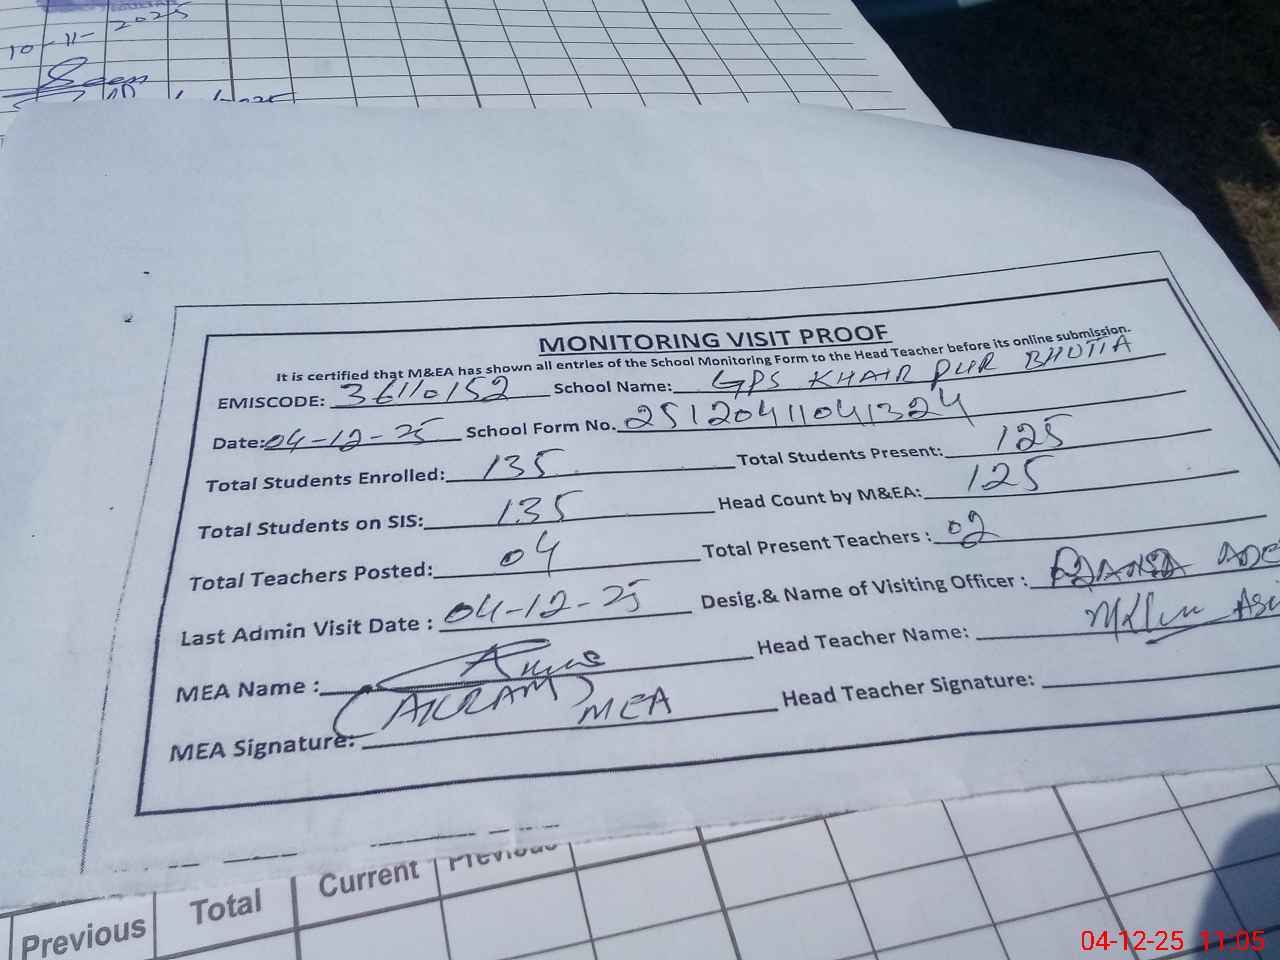 10-11-2025
Seen
MONITORING VISIT PROOF
It is certified that M&EA has shown all entries of the School Monitoring Form to the Head Teacher before its online submission.
EMISCODE: 36110152 School Name: GPS KHAIR PUR BHUTIA
Date: 04-12-25 School Form No. 25120411041324
Total Students Enrolled: 135 Total Students Present: 125
Total Students on SIS: 135 Head Count by M&EA: 125
Total Teachers Posted: 04 Total Present Teachers : 02
Last Admin Visit Date : 04-12-25 Desig.& Name of Visiting Officer :
MEA Name : Head Teacher Name:
(AKRAM) MEA
MEA Signature: Head Teacher Signature:
Previous Total Current Previous
04-12-25 11:05